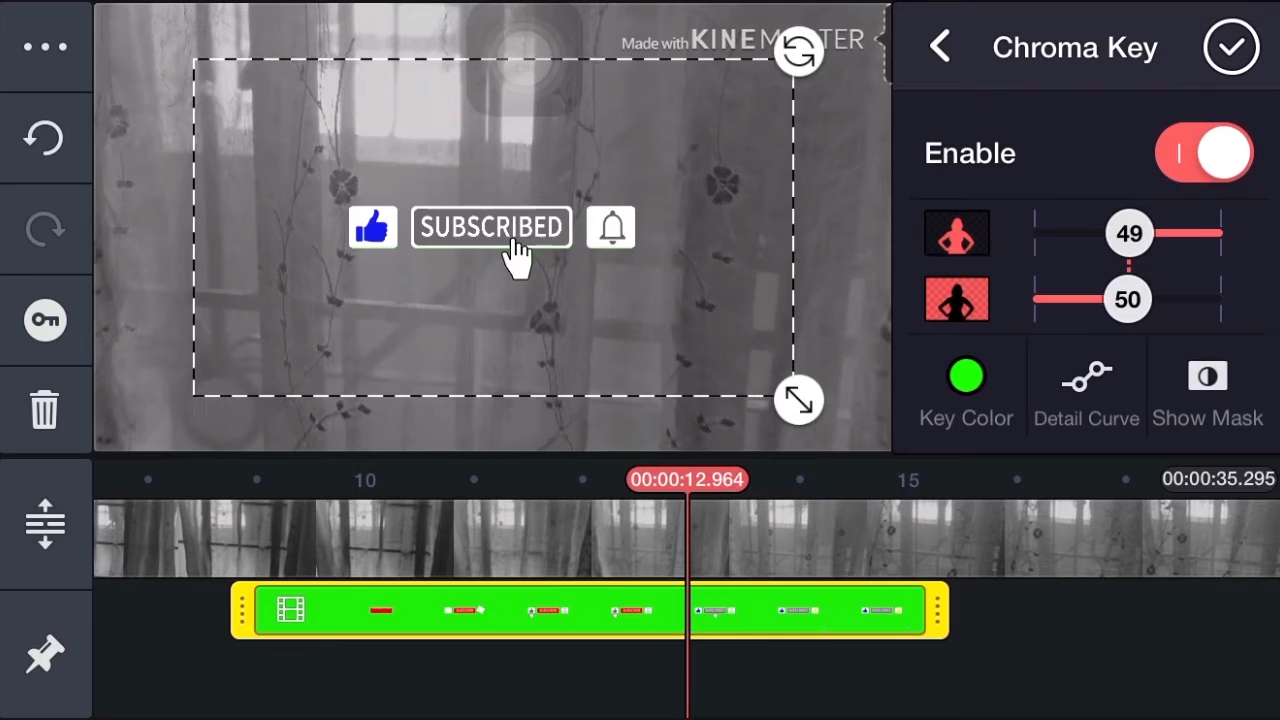 Made with KINEMASTER
Chroma Key
Enable
SUBSCRIBED
49
50
Key Color
Detail Curve
Show Mask
10
00:00:12.964
15
00:00:35.295